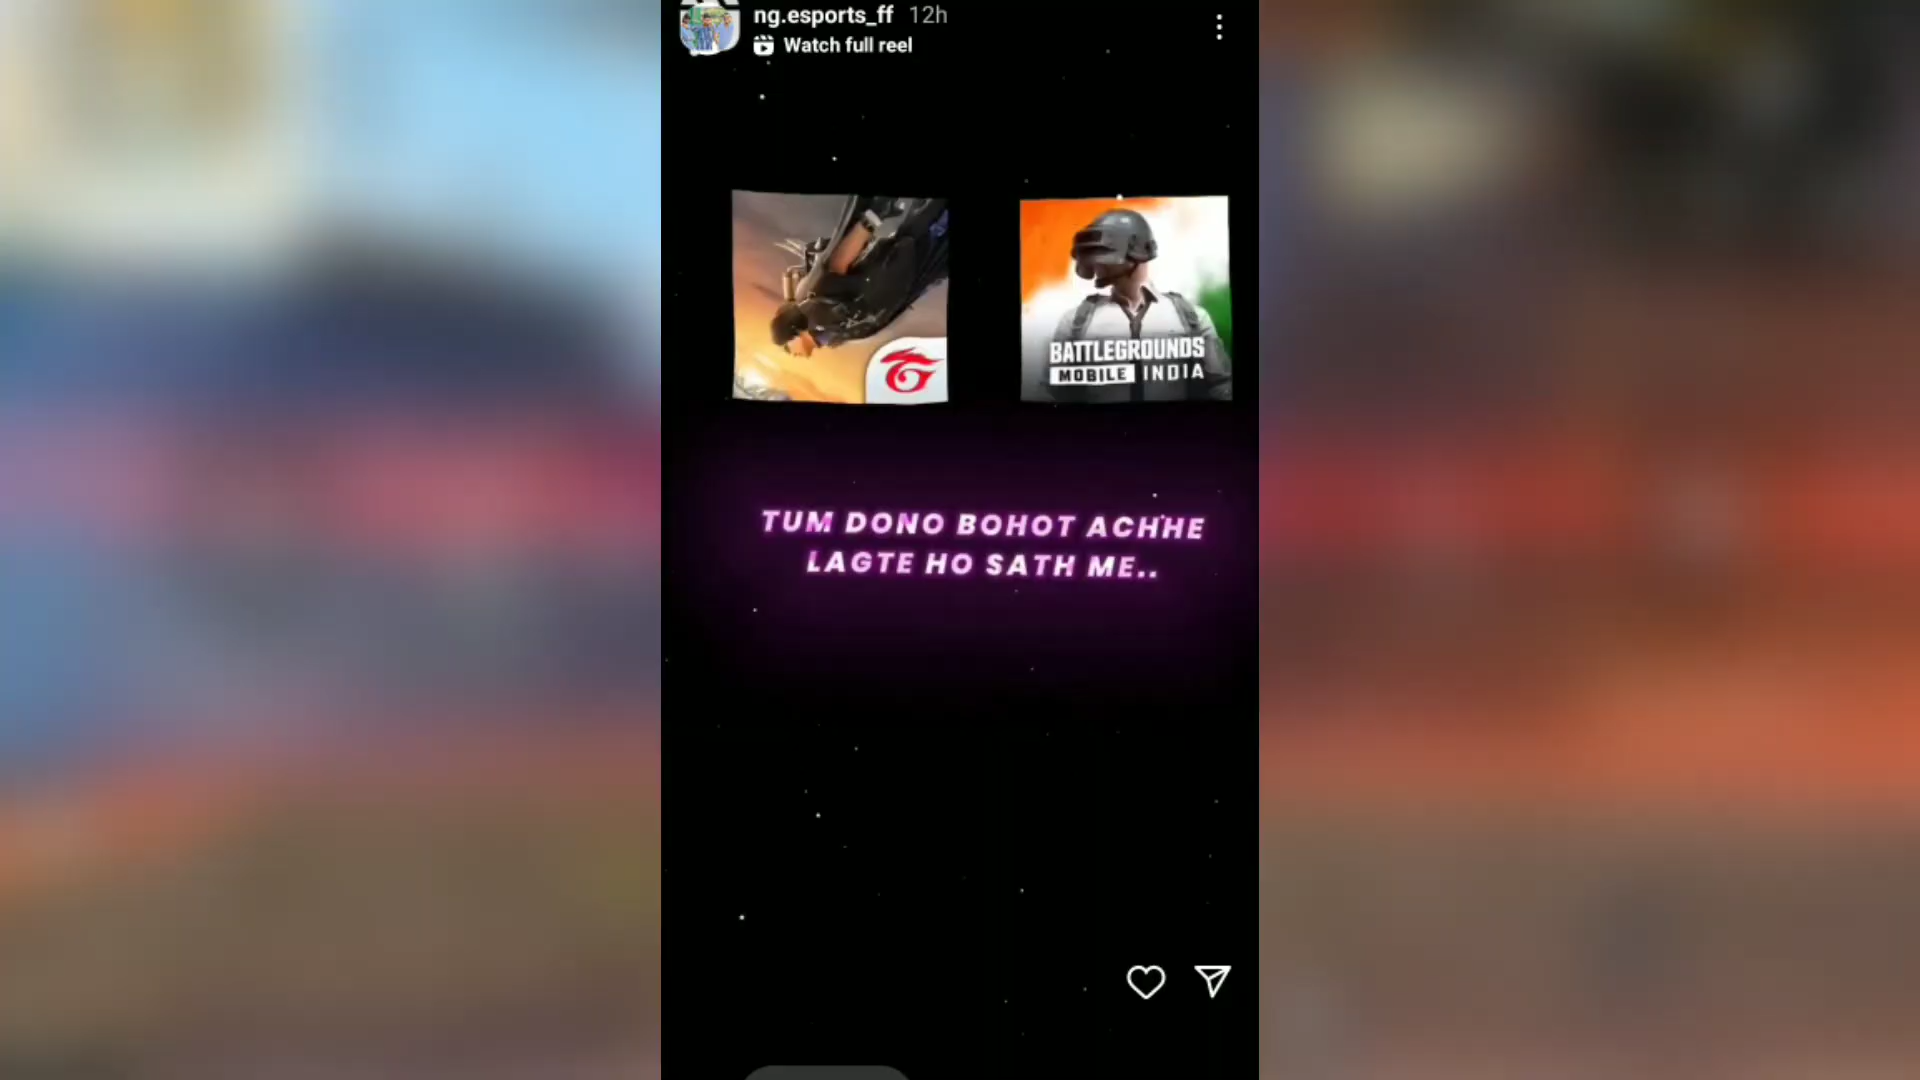 ng.esports_ff 12h
Watch full reel
BATTLEGROUNDS
MOBILE INDIA
TUM DONO BOHOT ACHHE
LAGTE HO SATH ME..